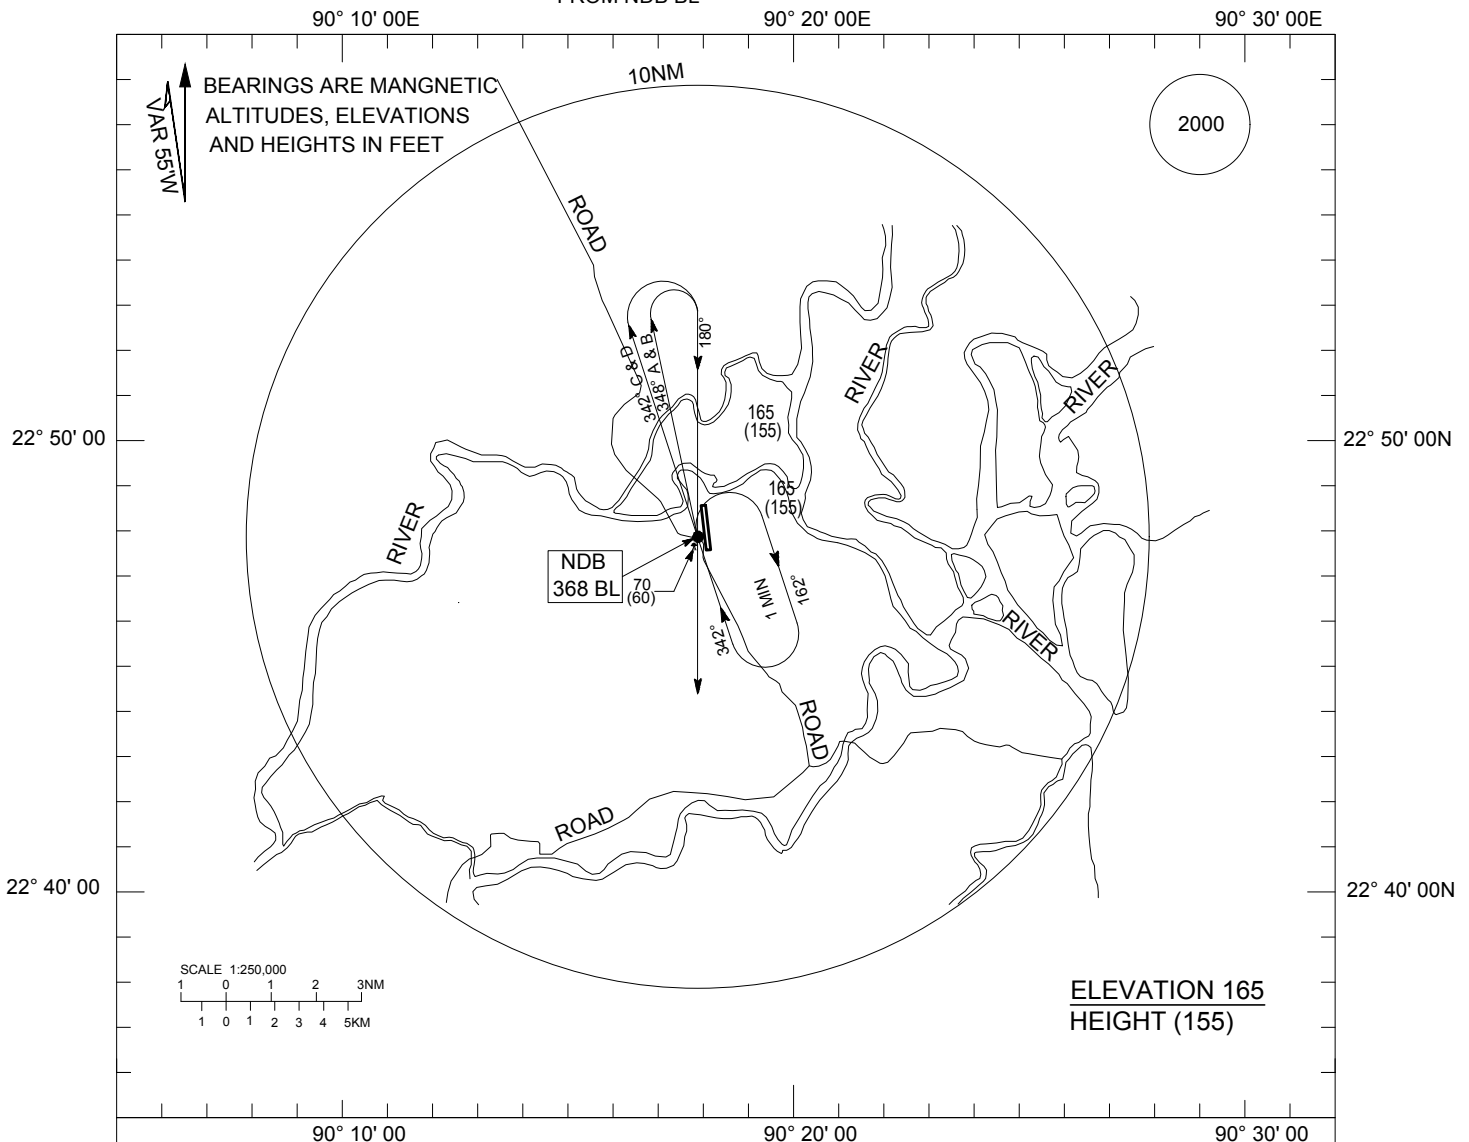 FROM NDB BL
90° 10' 00E
90° 20' 00E
90° 30' 00E
10NM
BEARINGS ARE MANGNETIC
ALTITUDES, ELEVATIONS
AND HEIGHTS IN FEET
VAR 55'W
2000
ROAD
180°
342° C & D
348° A & B
RIVER
RIVER
165
(155)
22° 50' 00
22° 50' 00N
165
(155)
RIVER
NDB
368 BL
70
(60)
1 MIN
162°
342°
RIVER
ROAD
ROAD
22° 40' 00
22° 40' 00N
SCALE 1:250,000
1 0 1 2 3NM
1 0 1 2 3 4 5KM
ELEVATION 165
HEIGHT (155)
90° 10' 00
90° 20' 00
90° 30' 00